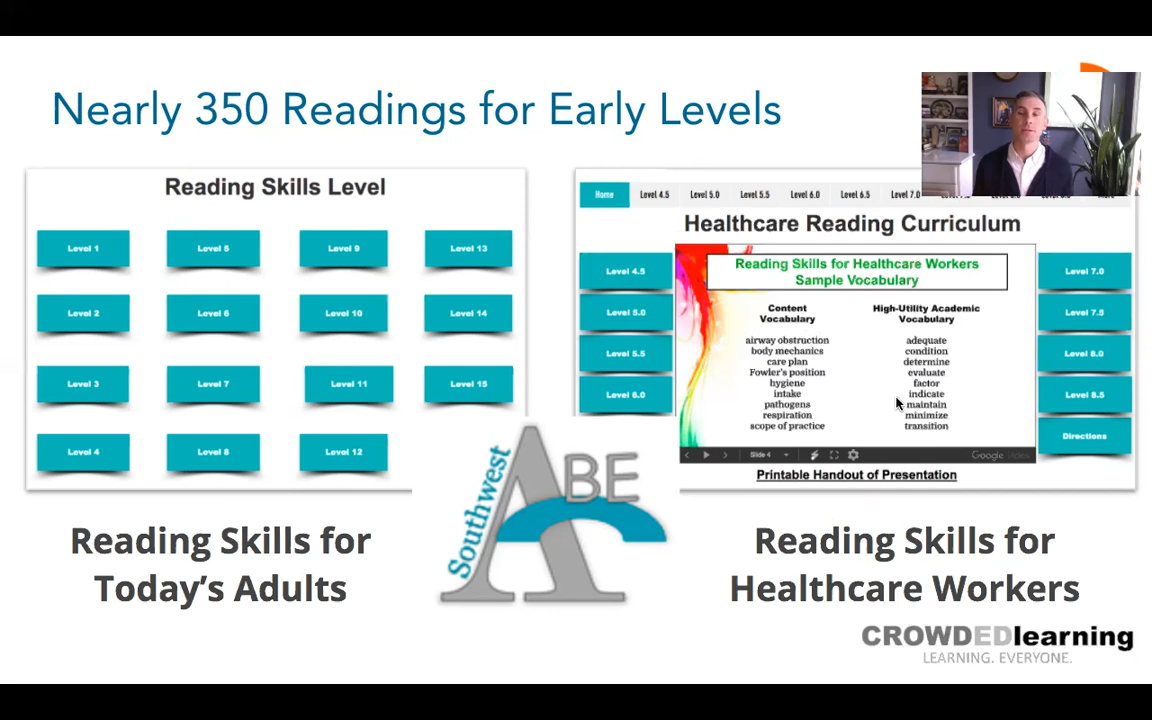 Nearly 350 Readings for Early Levels
Reading Skills Level
Level 1
Level 5
Level 9
Level 13
Level 2
Level 6
Level 10
Level 14
Level 3
Level 7
Level 11
Level 15
Level 4
Level 8
Level 12
Home
Level 4.5
Level 5.0
Level 5.5
Level 6.0
Level 6.5
Level 7.0
Healthcare Reading Curriculum
Level 4.5
Level 5.0
Level 5.5
Level 6.0
Reading Skills for Healthcare Workers
Sample Vocabulary
Content
Vocabulary
airway obstruction
body mechanics
care plan
Fowler's position
hygiene
intake
pathogens
respiration
scope of practice
High-Utility Academic
Vocabulary
adequate
condition
determine
evaluate
factor
indicate
maintain
minimize
transition
Slide 4
Google Slides
Level 7.0
Level 7.5
Level 8.0
Level 8.5
Directions
Printable Handout of Presentation
Southwest
ABE
Reading Skills for
Today's Adults
Reading Skills for
Healthcare Workers
CROWDEDlearning
LEARNING. EVERYONE.